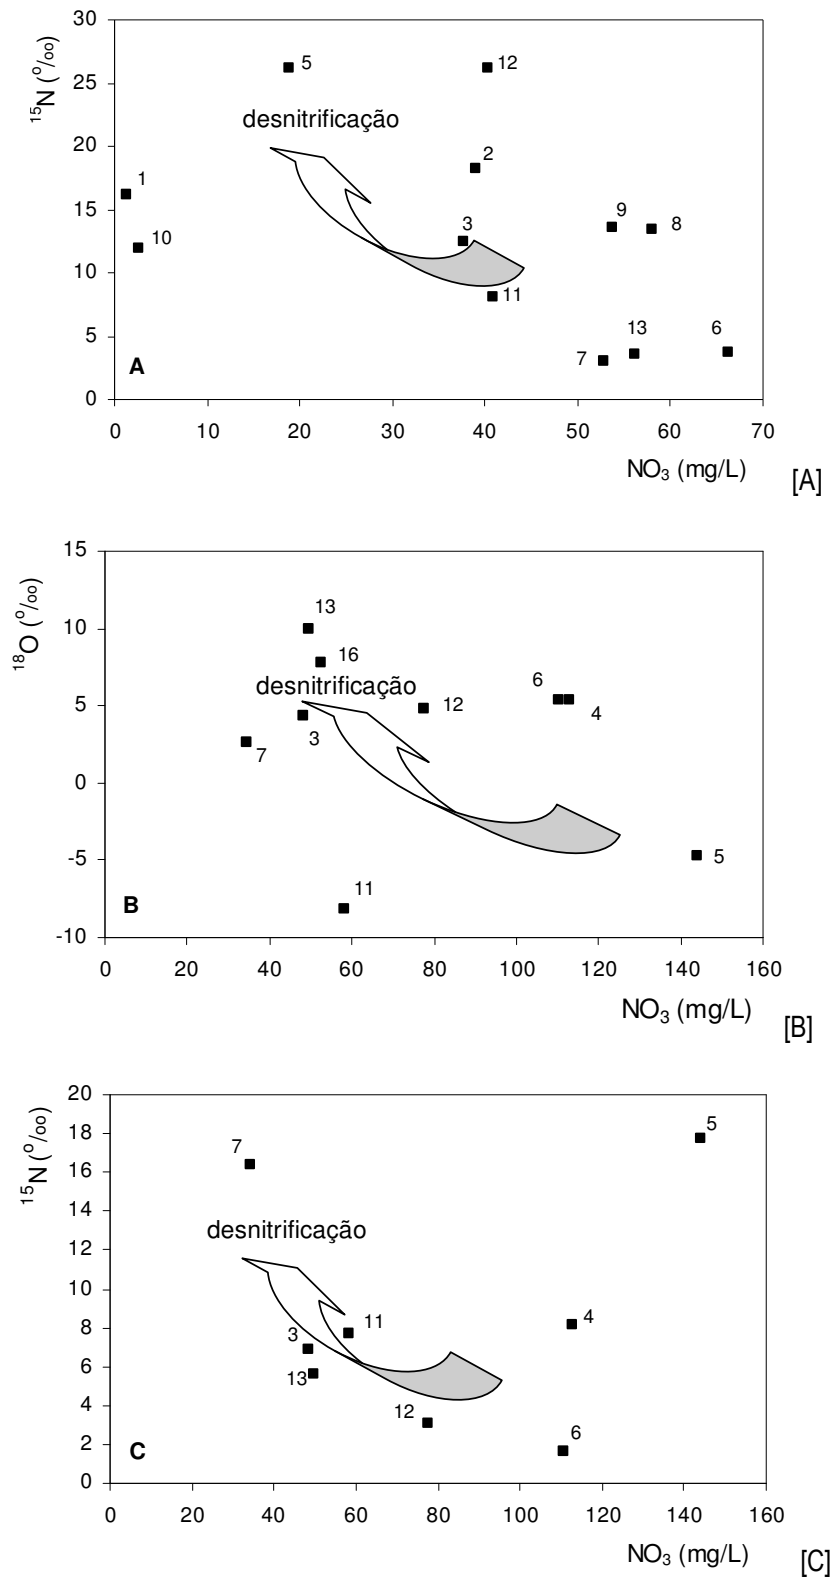 30
25
20
15
10
5
0
¹⁵N (º/ₒₒ)
5
12
desnitrificação
2
1
3
9
8
10
11
7
13
6
A
0 10 20 30 40 50 60 70
NO₃ (mg/L)
[A]
15
10
5
0
-5
-10
¹⁸O (º/ₒₒ)
13
16
desnitrificação
6
4
12
3
7
5
11
B
0 20 40 60 80 100 120 140 160
NO₃ (mg/L)
[B]
20
18
16
14
12
10
8
6
4
2
0
¹⁵N (º/ₒₒ)
5
7
desnitrificação
11
4
3
13
12
6
C
0 20 40 60 80 100 120 140 160
NO₃ (mg/L)
[C]